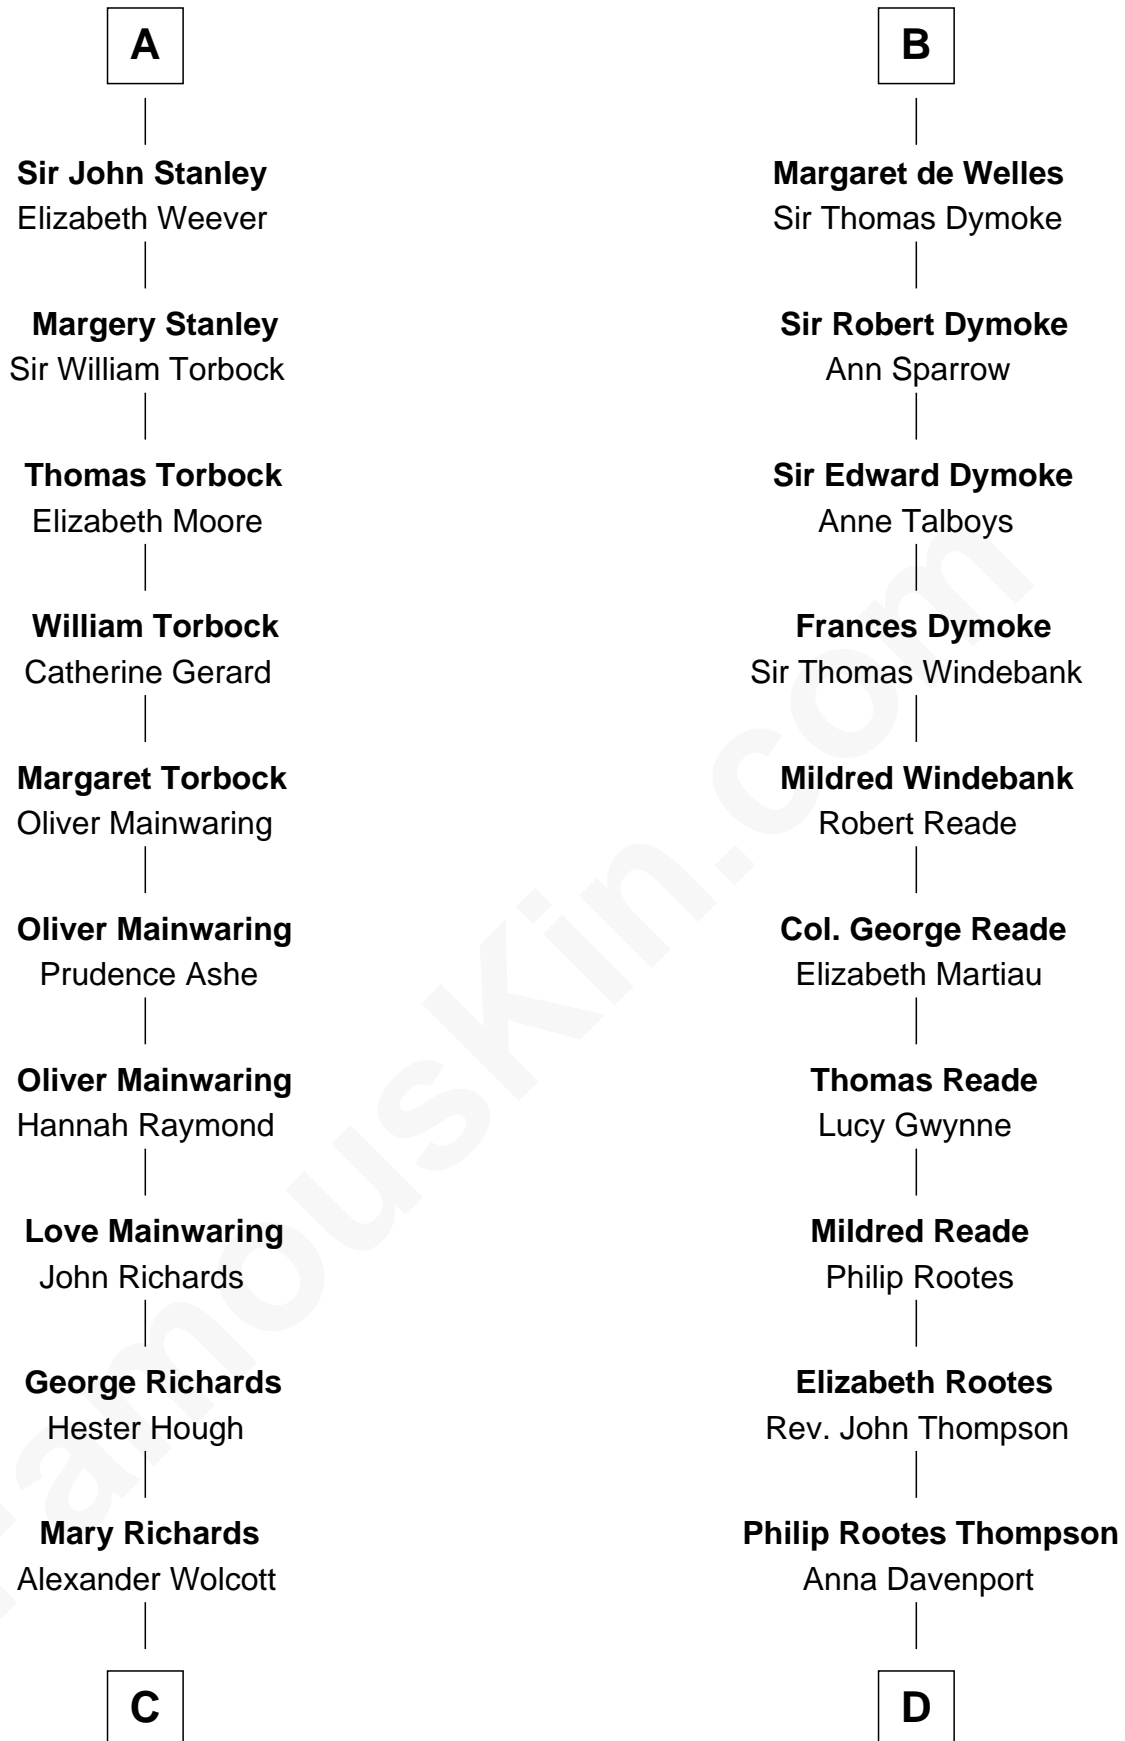 A
Sir John Stanley
Elizabeth Weever
Margery Stanley
Sir William Torbock
Thomas Torbock
Elizabeth Moore
William Torbock
Catherine Gerard
Margaret Torbock
Oliver Mainwaring
Oliver Mainwaring
Prudence Ashe
Oliver Mainwaring
Hannah Raymond
Love Mainwaring
John Richards
George Richards
Hester Hough
Mary Richards
Alexander Wolcott
C
B
Margaret de Welles
Sir Thomas Dymoke
Sir Robert Dymoke
Ann Sparrow
Sir Edward Dymoke
Anne Talboys
Frances Dymoke
Sir Thomas Windebank
Mildred Windebank
Robert Reade
Col. George Reade
Elizabeth Martiau
Thomas Reade
Lucy Gwynne
Mildred Reade
Philip Rootes
Elizabeth Rootes
Rev. John Thompson
Philip Rootes Thompson
Anna Davenport
D
FamousKin.com